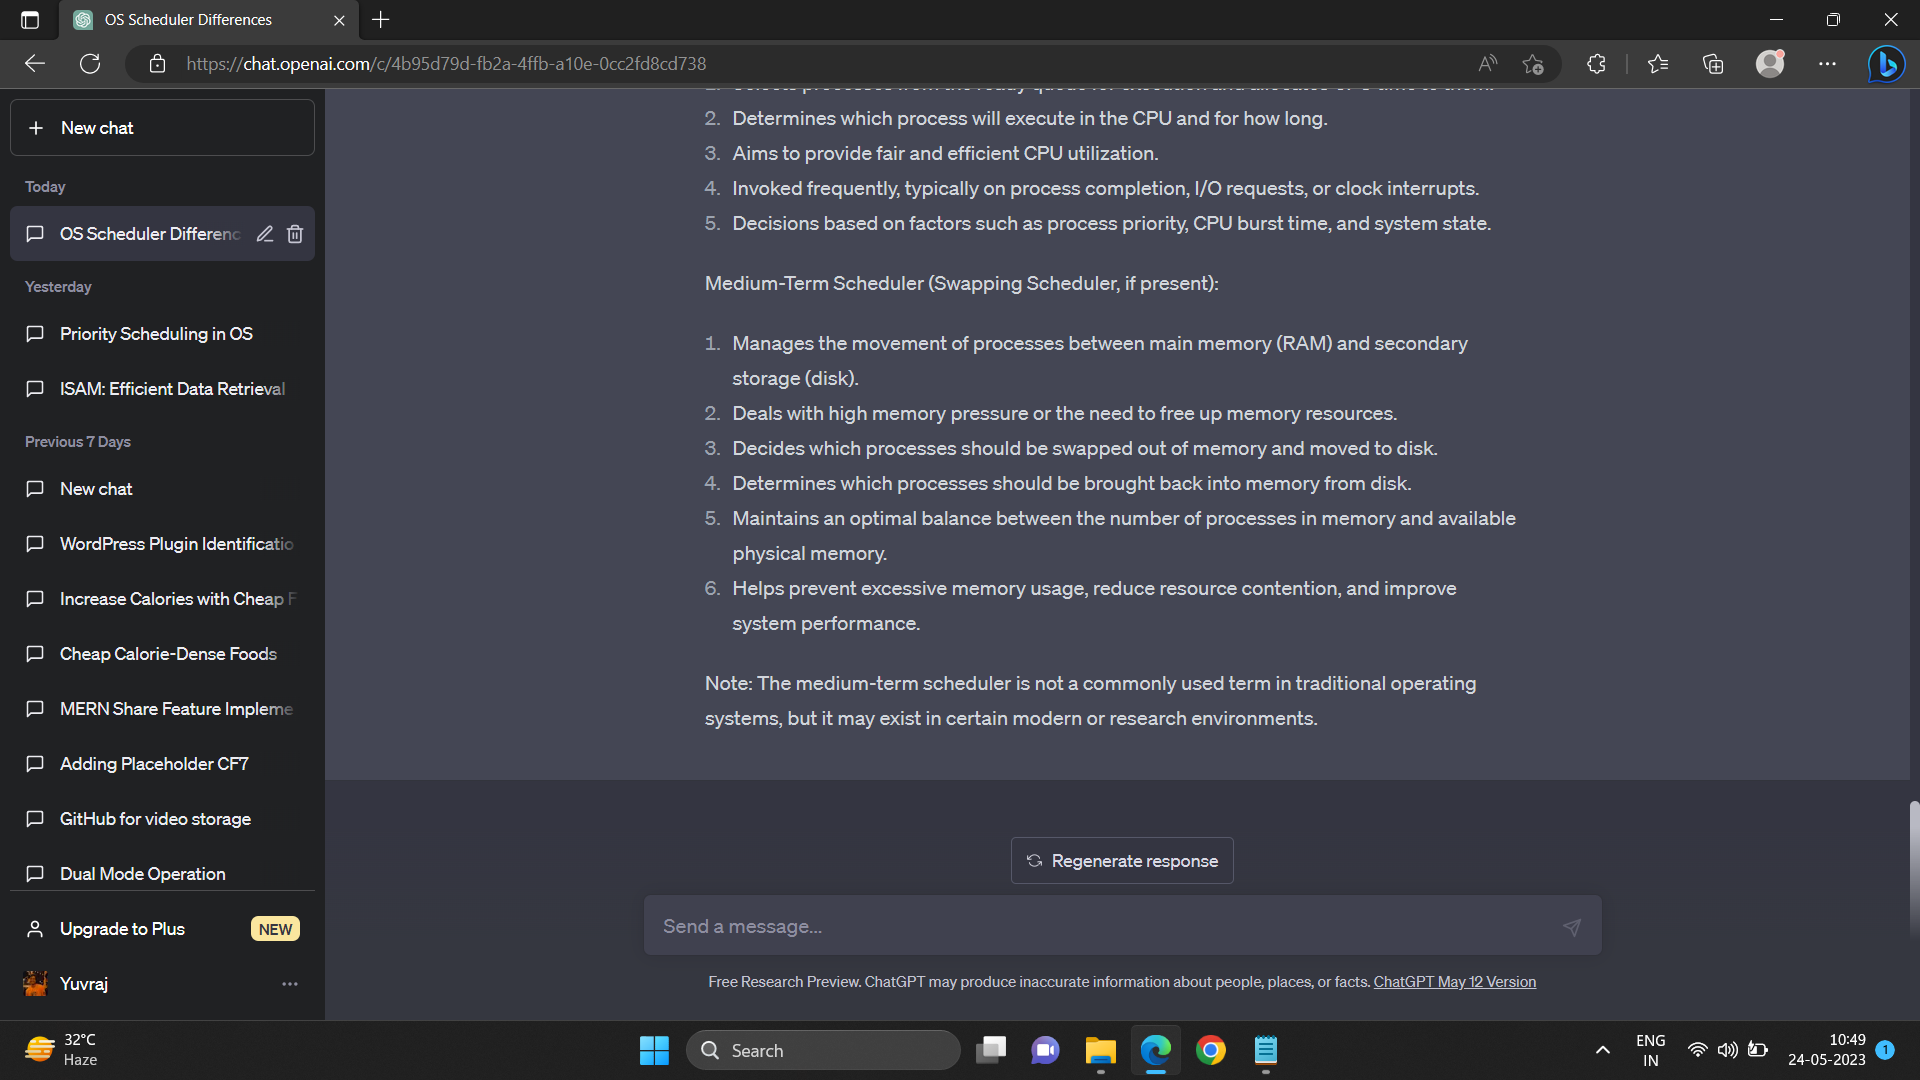 OS Scheduler Differences
https://chat.openai.com/c/4b95d79d-fb2a-4ffb-a10e-0cc2fd8cd738
New chat
Today
OS Scheduler Differenc
Yesterday
Priority Scheduling in OS
ISAM: Efficient Data Retrieval
Previous 7 Days
New chat
WordPress Plugin Identificatio
Increase Calories with Cheap F
Cheap Calorie-Dense Foods
MERN Share Feature Impleme
Adding Placeholder CF7
GitHub for video storage
Dual Mode Operation
Upgrade to Plus NEW
Yuvraj
2. Determines which process will execute in the CPU and for how long.
3. Aims to provide fair and efficient CPU utilization.
4. Invoked frequently, typically on process completion, I/O requests, or clock interrupts.
5. Decisions based on factors such as process priority, CPU burst time, and system state.
Medium-Term Scheduler (Swapping Scheduler, if present):
1. Manages the movement of processes between main memory (RAM) and secondary
storage (disk).
2. Deals with high memory pressure or the need to free up memory resources.
3. Decides which processes should be swapped out of memory and moved to disk.
4. Determines which processes should be brought back into memory from disk.
5. Maintains an optimal balance between the number of processes in memory and available
physical memory.
6. Helps prevent excessive memory usage, reduce resource contention, and improve
system performance.
Note: The medium-term scheduler is not a commonly used term in traditional operating
systems, but it may exist in certain modern or research environments.
Regenerate response
Send a message...
Free Research Preview. ChatGPT may produce inaccurate information about people, places, or facts. ChatGPT May 12 Version
32°C
Haze
Search
ENG
IN
10:49
24-05-2023
1